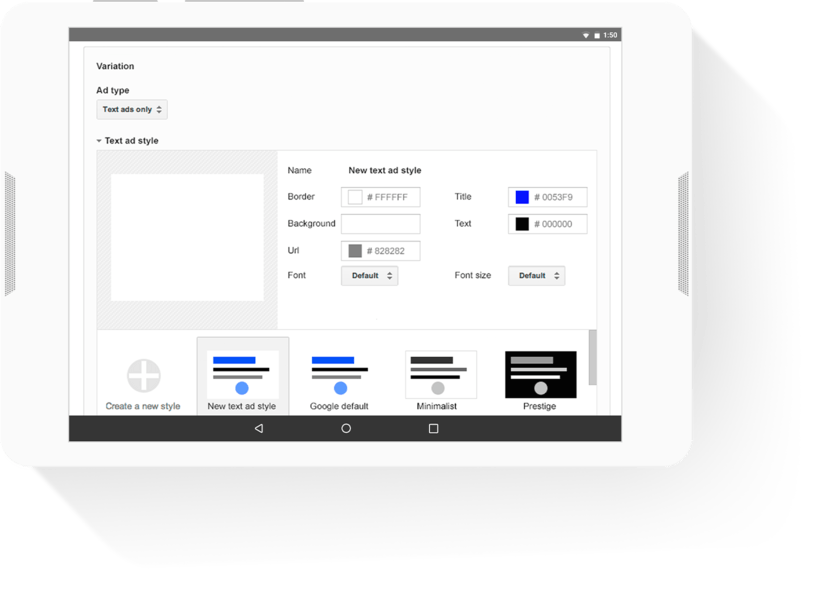 1:50
Variation
Ad type
Text ads only
Text ad style
Name New text ad style
Border # FFFFFF Title # 0053F9
Background Text # 000000
Url # 828282
Font Default Font size Default
Create a new style New text ad style Google default Minimalist Prestige